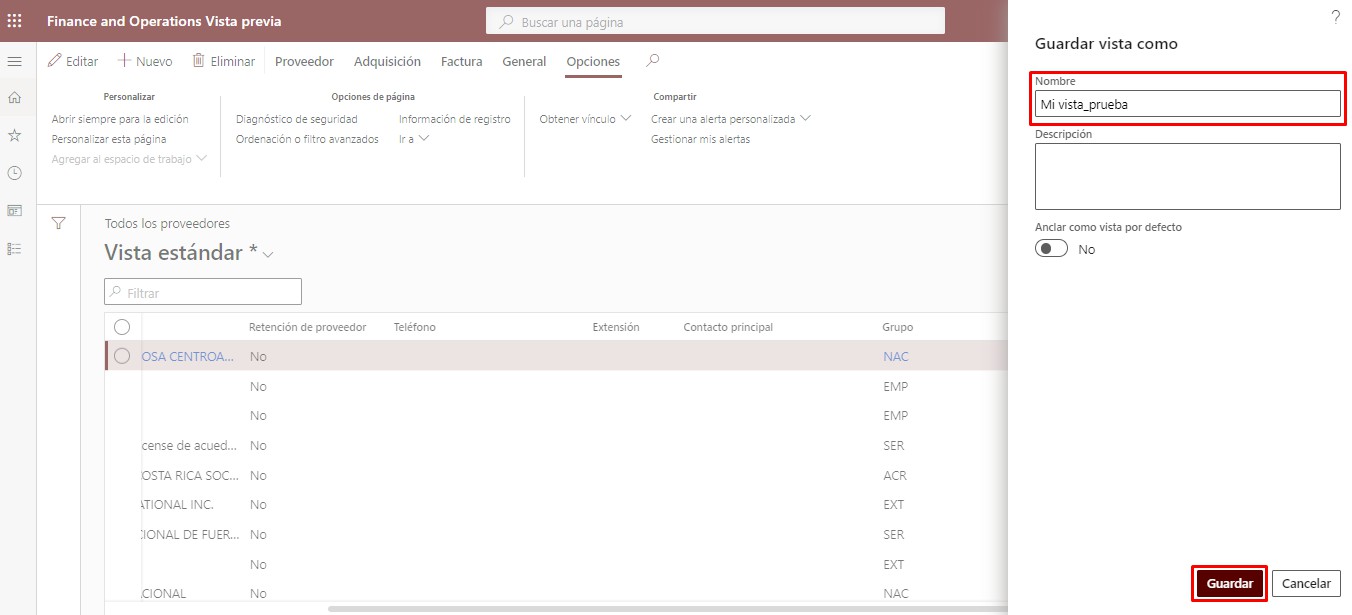 Finance and Operations Vista previa
Buscar una página
?
Editar Nuevo Eliminar Proveedor Adquisición Factura General Opciones
Personalizar
Abrir siempre para la edición
Personalizar esta página
Agregar al espacio de trabajo
Opciones de página
Diagnóstico de seguridad Información de registro
Ordenación o filtro avanzados Ir a
Obtener vínculo
Compartir
Crear una alerta personalizada
Gestionar mis alertas
Todos los proveedores
Vista estándar *
Filtrar
Retención de proveedor Teléfono Extensión Contacto principal Grupo
OSA CENTROA... No NAC
No EMP
No EMP
cense de acued... No SER
OSTA RICA SOC... No ACR
ATIONAL INC. No EXT
CIONAL DE FUER... No SER
No EXT
CIONAL No NAC
Guardar vista como
Nombre
Mi vista_prueba
Descripción
Anclar como vista por defecto
No
Guardar Cancelar